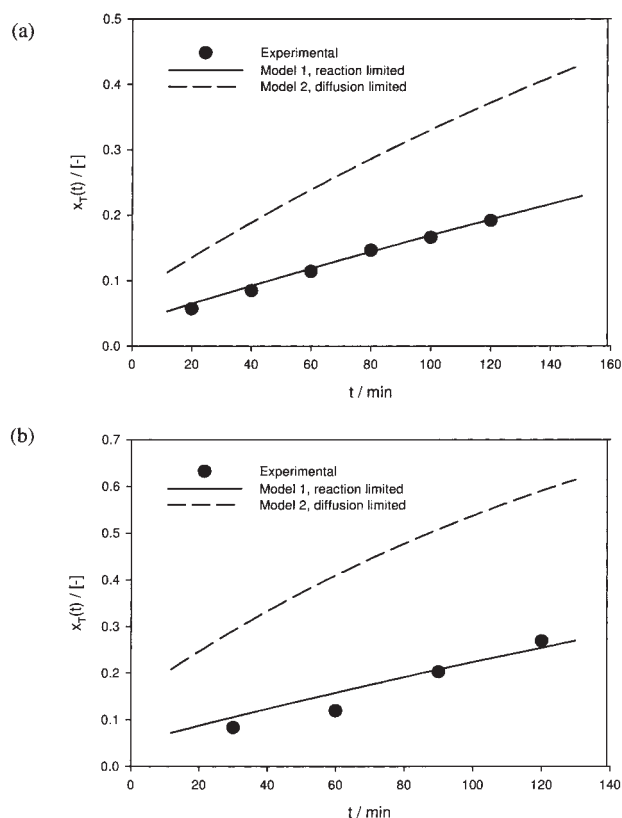 (a)
0.5
0.4
0.3
0.2
0.1
0.0
x_T(t) / [-]
Experimental
Model 1, reaction limited
Model 2, diffusion limited
0 20 40 60 80 100 120 140 160
t / min
(b)
0.7
0.6
0.5
0.4
0.3
0.2
0.1
0.0
x_T(t) / [-]
Experimental
Model 1, reaction limited
Model 2, diffusion limited
0 20 40 60 80 100 120 140
t / min